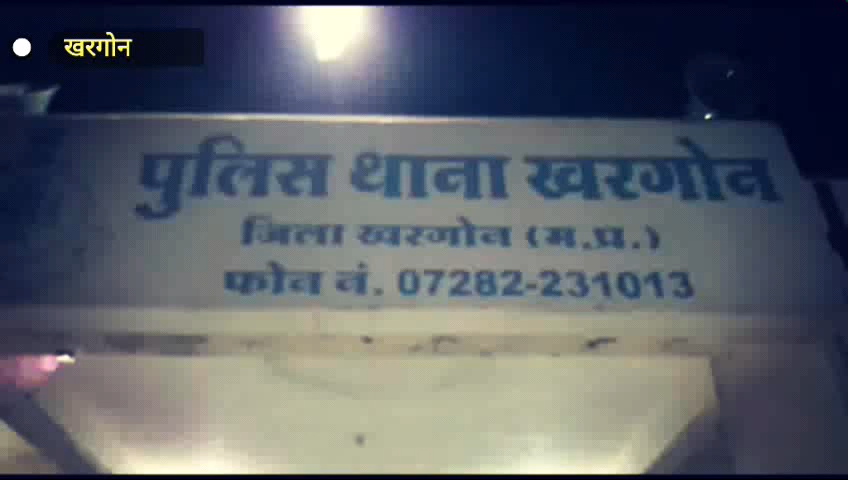 खरगोन
पुलिस थाना खरगोन
जिला खरगोन (म.प्र.)
फोन नं. 07282-231013